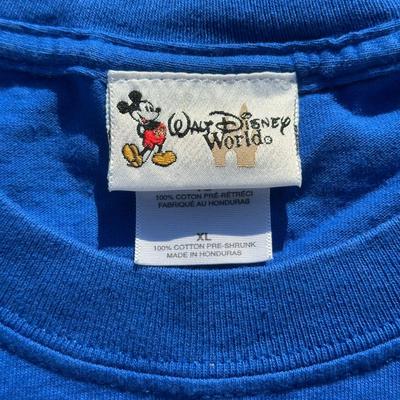 Walt Disney
World®
100% COTTON PRÉ-RÉTRÉCI
FABRIQUÉ AU HONDURAS
XL
100% COTTON PRE-SHRUNK
MADE IN HONDURAS